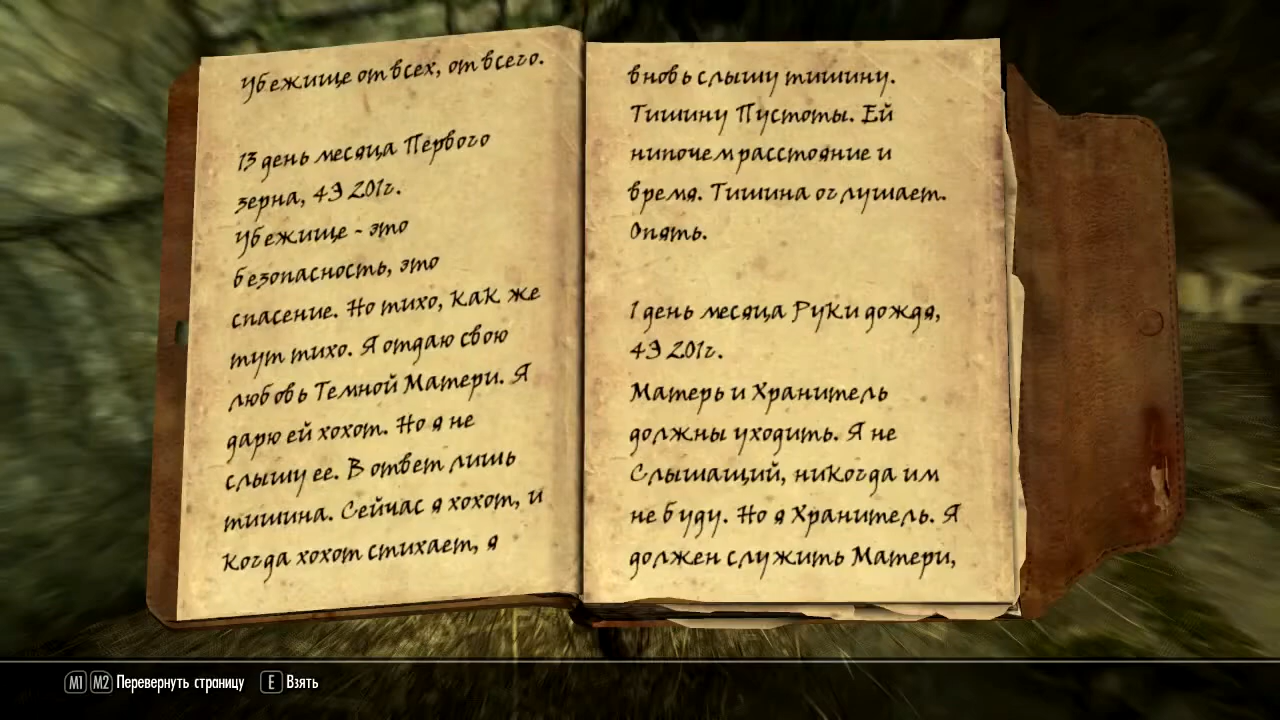 Убежище от всех, от всего.
13 день месяца Первого
зерна, 4Э 201г.
Убежище - это
безопасность, это
спасение. Но тихо, как же
тут тихо. Я отдаю свою
любовь Темной Матери. Я
дарю ей хохот. Но я не
слышу ее. В ответ лишь
тишина. Сейчас я хохот, и
когда хохот стихает, я
вновь слышу тишину.
Тишину Пустоты. Ей
нипочем расстояние и
время. Тишина оглушает.
Опять.
1 день месяца Руки дождя,
4Э 201г.
Матерь и Хранитель
должны уходить. Я не
Слышащий, никогда им
не буду. Но я Хранитель. Я
должен служить Матери,
M1 M2 Перевернуть страницу E Взять